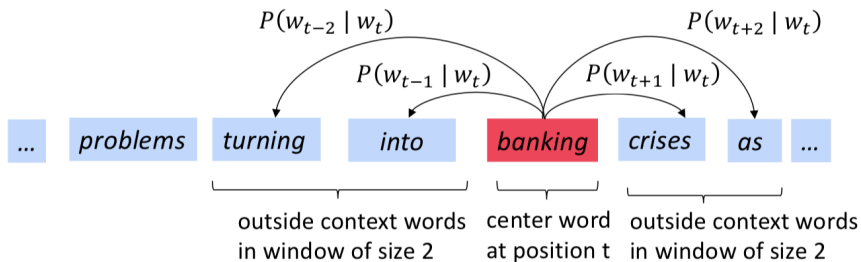 P(w_{t-2} | w_t) P(w_{t+2} | w_t)
P(w_{t-1} | w_t) P(w_{t+1} | w_t)
... problems turning into banking crises as ...
outside context words center word outside context words
in window of size 2 at position t in window of size 2